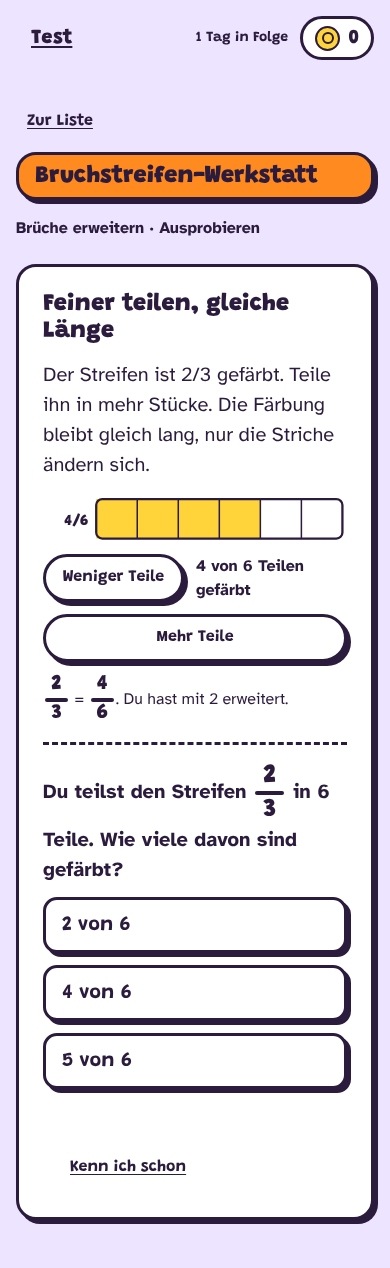 Test
1 Tag in Folge
0
Zur Liste
Bruchstreifen-Werkstatt
Brüche erweitern · Ausprobieren
Feiner teilen, gleiche
Länge
Der Streifen ist 2/3 gefärbt. Teile
ihn in mehr Stücke. Die Färbung
bleibt gleich lang, nur die Striche
ändern sich.
4/6
Weniger Teile
4 von 6 Teilen
gefärbt
Mehr Teile
2/3 = 4/6. Du hast mit 2 erweitert.
Du teilst den Streifen 2/3 in 6
Teile. Wie viele davon sind
gefärbt?
2 von 6
4 von 6
5 von 6
Kenn ich schon